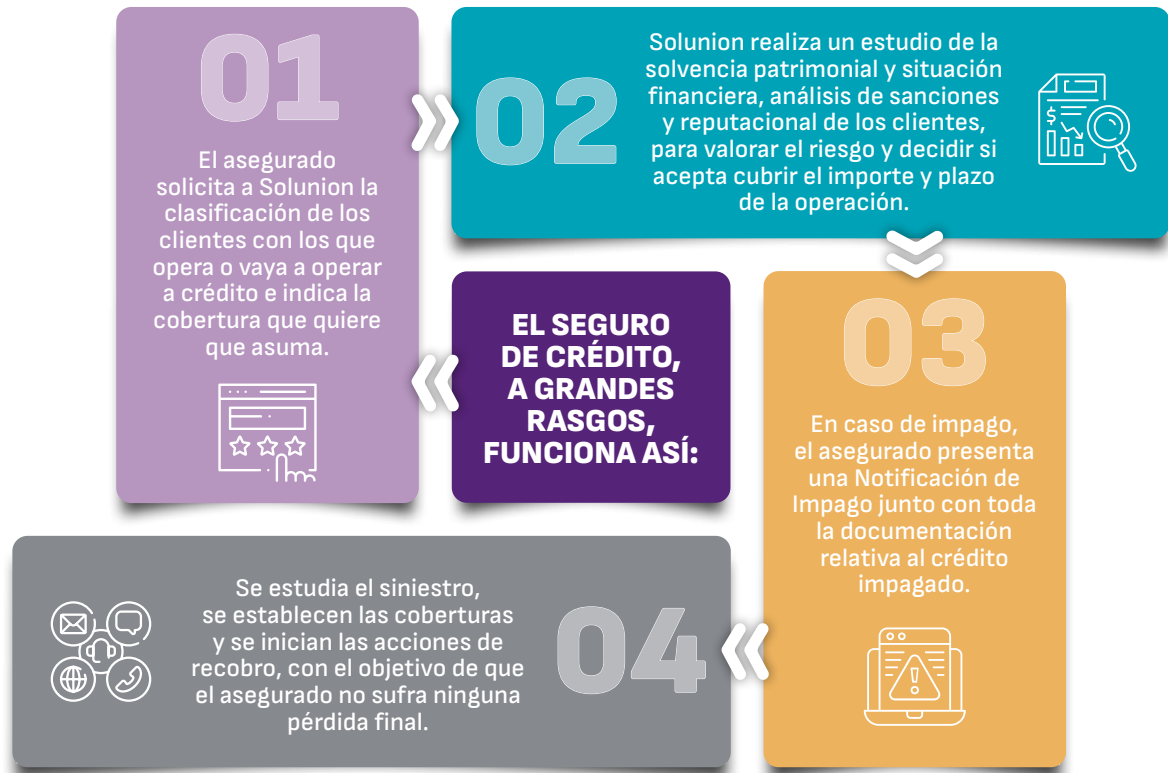 01
El asegurado
solicita a Solunion la
clasificación de los
clientes con los que
opera o vaya a operar
a crédito e indica la
cobertura que quiere
que asuma.
02
Solunion realiza un estudio de la
solvencia patrimonial y situación
financiera, análisis de sanciones
y reputacional de los clientes,
para valorar el riesgo y decidir si
acepta cubrir el importe y plazo
de la operación.
$
EL SEGURO
DE CRÉDITO,
A GRANDES
RASGOS,
FUNCIONA ASÍ:
03
En caso de impago,
el asegurado presenta
una Notificación de
Impago junto con toda
la documentación
relativa al crédito
impagado.
Se estudia el siniestro,
se establecen las coberturas
y se inician las acciones de
recobro, con el objetivo de que
el asegurado no sufra ninguna
pérdida final.
04